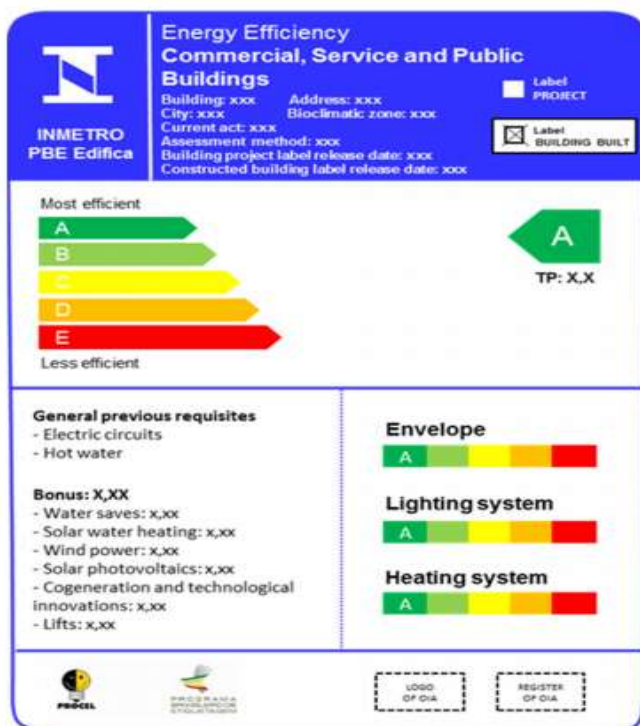 Energy Efficiency
Commercial, Service and Public
Buildings
Building: xxx Address: xxx
City: xxx Bioclimatic zone: xxx
Current act: xxx
Assessment method: xxx
Building project label release date: xxx
Constructed building label release date: xxx
INMETRO
PBE Edifica
Label
PROJECT
Label
BUILDING BUILT
Most efficient
A
B
C
D
E
Less efficient
A
TP: X,X
General previous requisites
- Electric circuits
- Hot water
Bonus: X,XX
- Water saves: x,xx
- Solar water heating: x,xx
- Wind power: x,xx
- Solar photovoltaics: x,xx
- Cogeneration and technological
innovations: x,xx
- Lifts: x,xx
Envelope
A
Lighting system
A
Heating system
A
PROCEL
PROGRAMA
BRASILEIRO DE
ETIQUETAGEM
LOGO
OF OIA
REGISTER
OF OIA